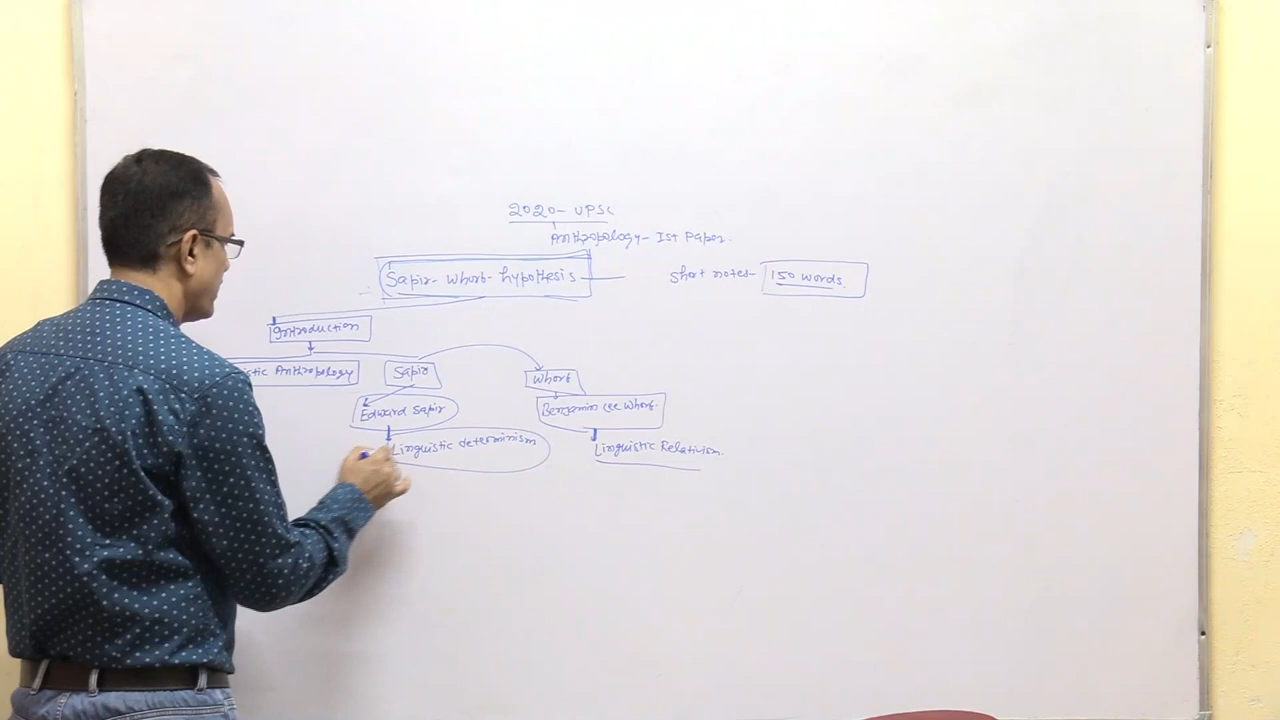 2020- UPSC
Anthropology- Ist Paper.
Sapir- Whorf- hypothesis
Short notes- 150 words.
Introduction
istic Anthropology
Sapir
Whorf
Edward Sapir
Benjamin Lee Whorf.
Linguistic determinism
Linguistic Relativism.